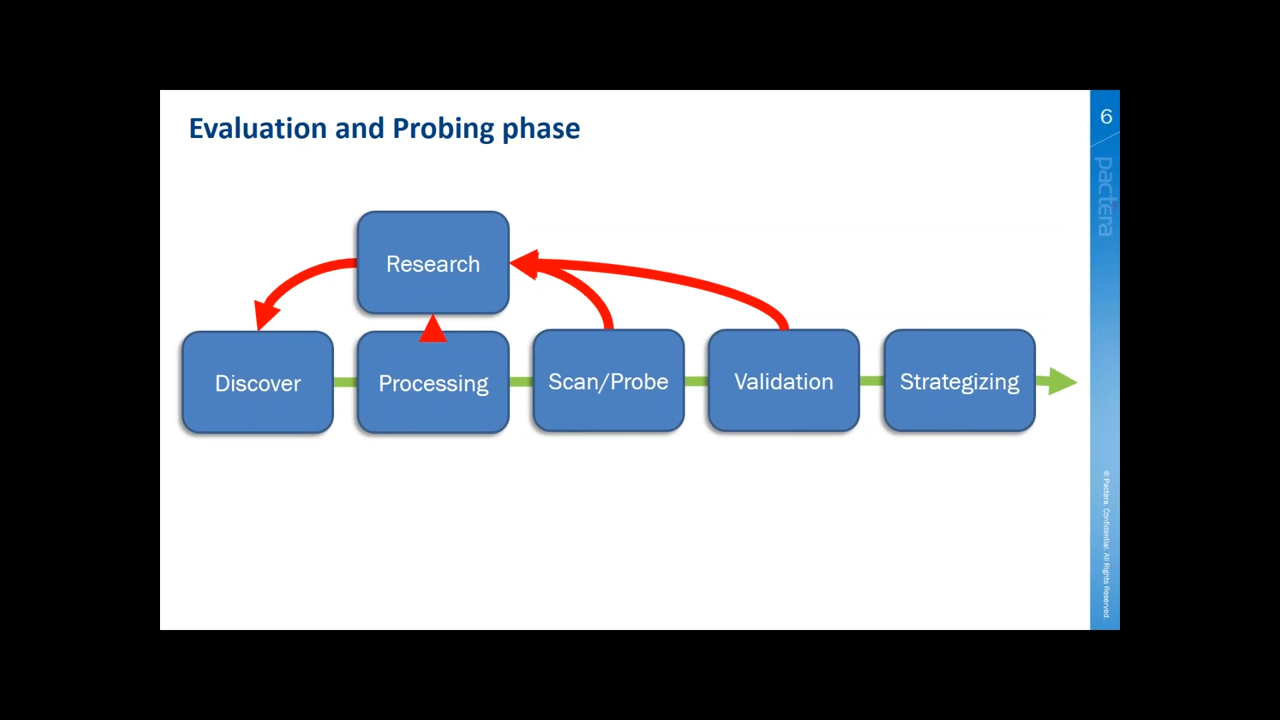 Evaluation and Probing phase
6
pactera
Research
Discover
Processing
Scan/Probe
Validation
Strategizing
© Pactera. Confidential. All Rights Reserved.